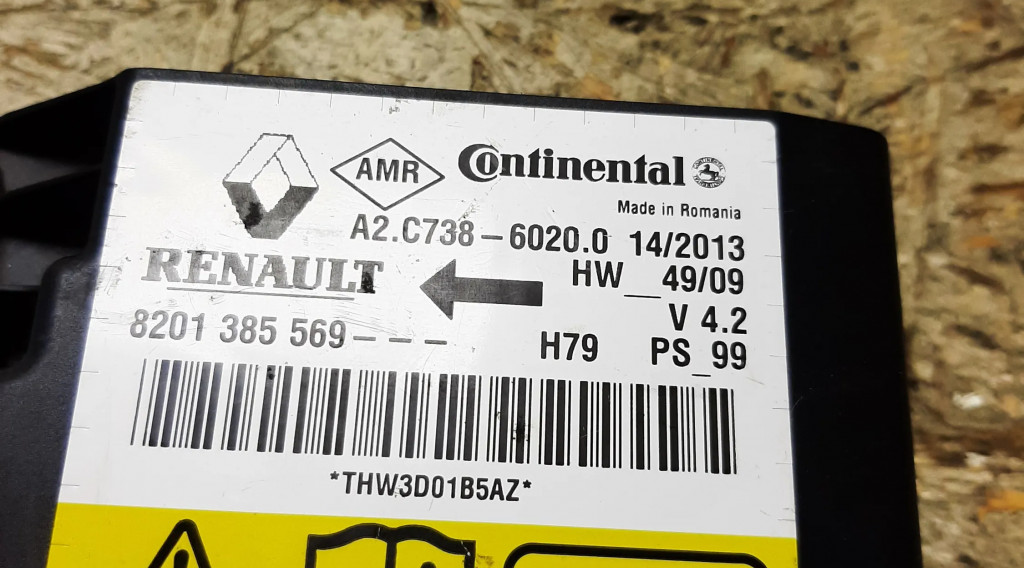 AMR
Continental
Made in Romania
A2.C738-6020.0 14/2013
RENAULT
HW__49/09
V 4.2
8201 385 569---
H79 PS_99
*THW3D01B5AZ*